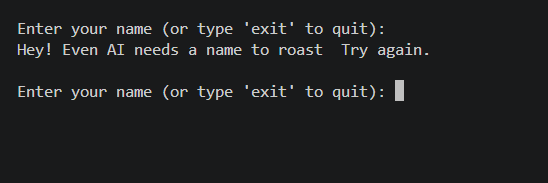 Enter your name (or type 'exit' to quit):
Hey! Even AI needs a name to roast  Try again.
Enter your name (or type 'exit' to quit):